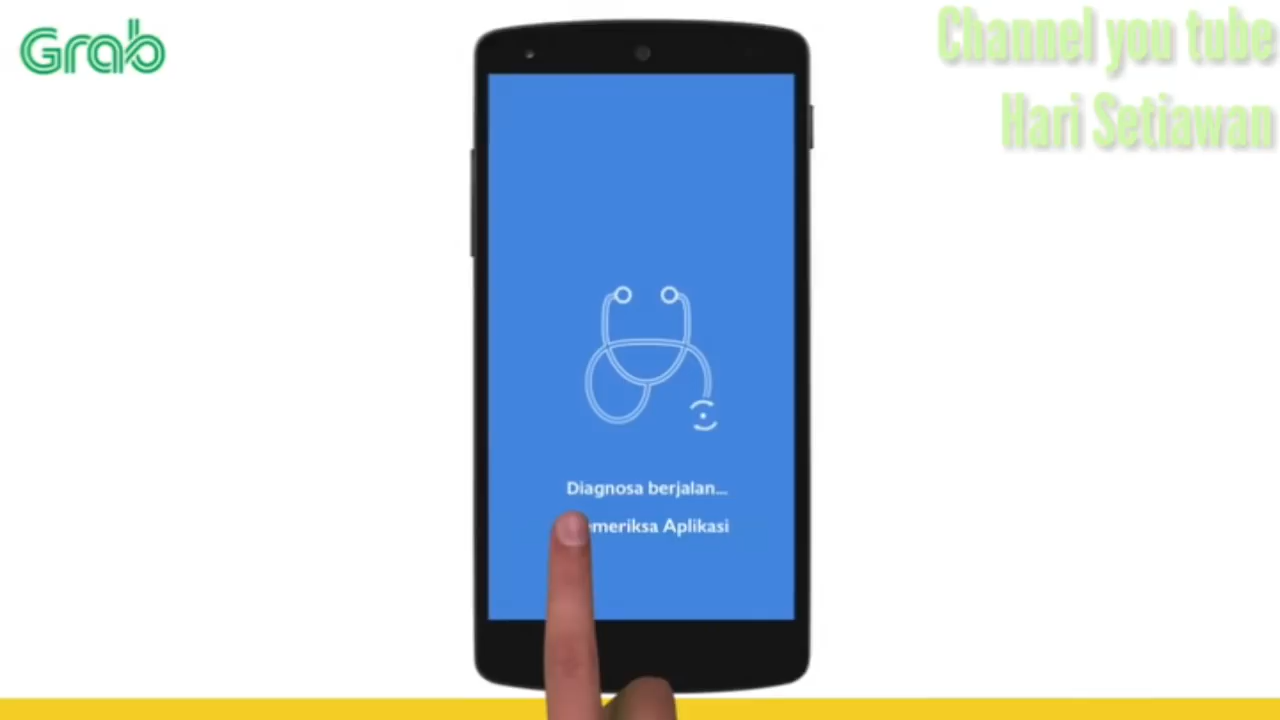 Grab
Channel you tube
Hari Setiawan
Diagnosa berjalan...
meriksa Aplikasi